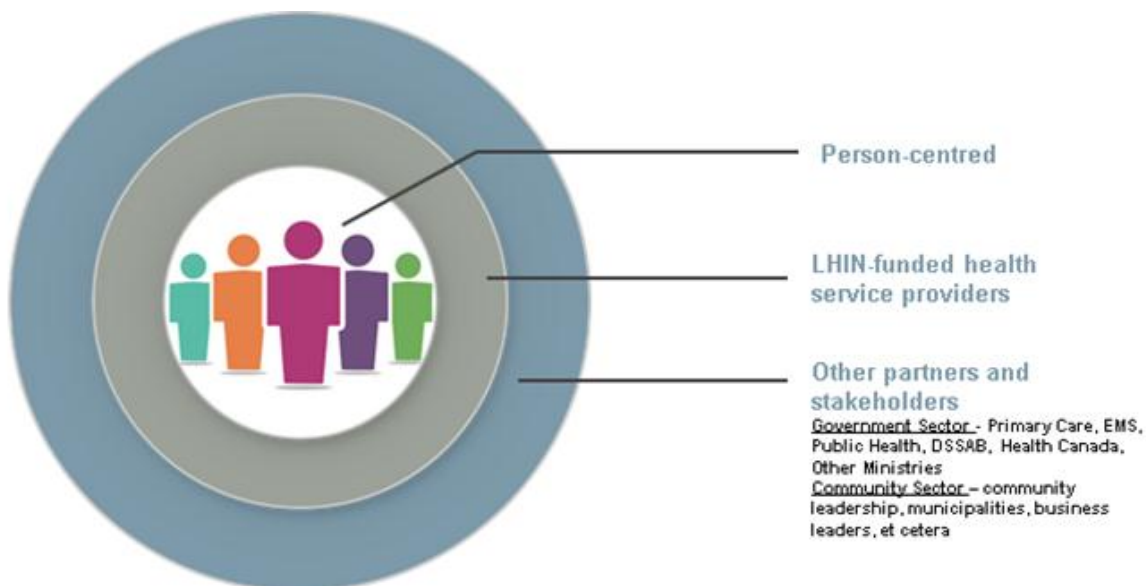 Person-centred
LHIN-funded health
service providers
Other partners and
stakeholders
Government Sector - Primary Care, EMS,
Public Health, DSSAB, Health Canada,
Other Ministries
Community Sector – community
leadership, municipalities, business
leaders, et cetera